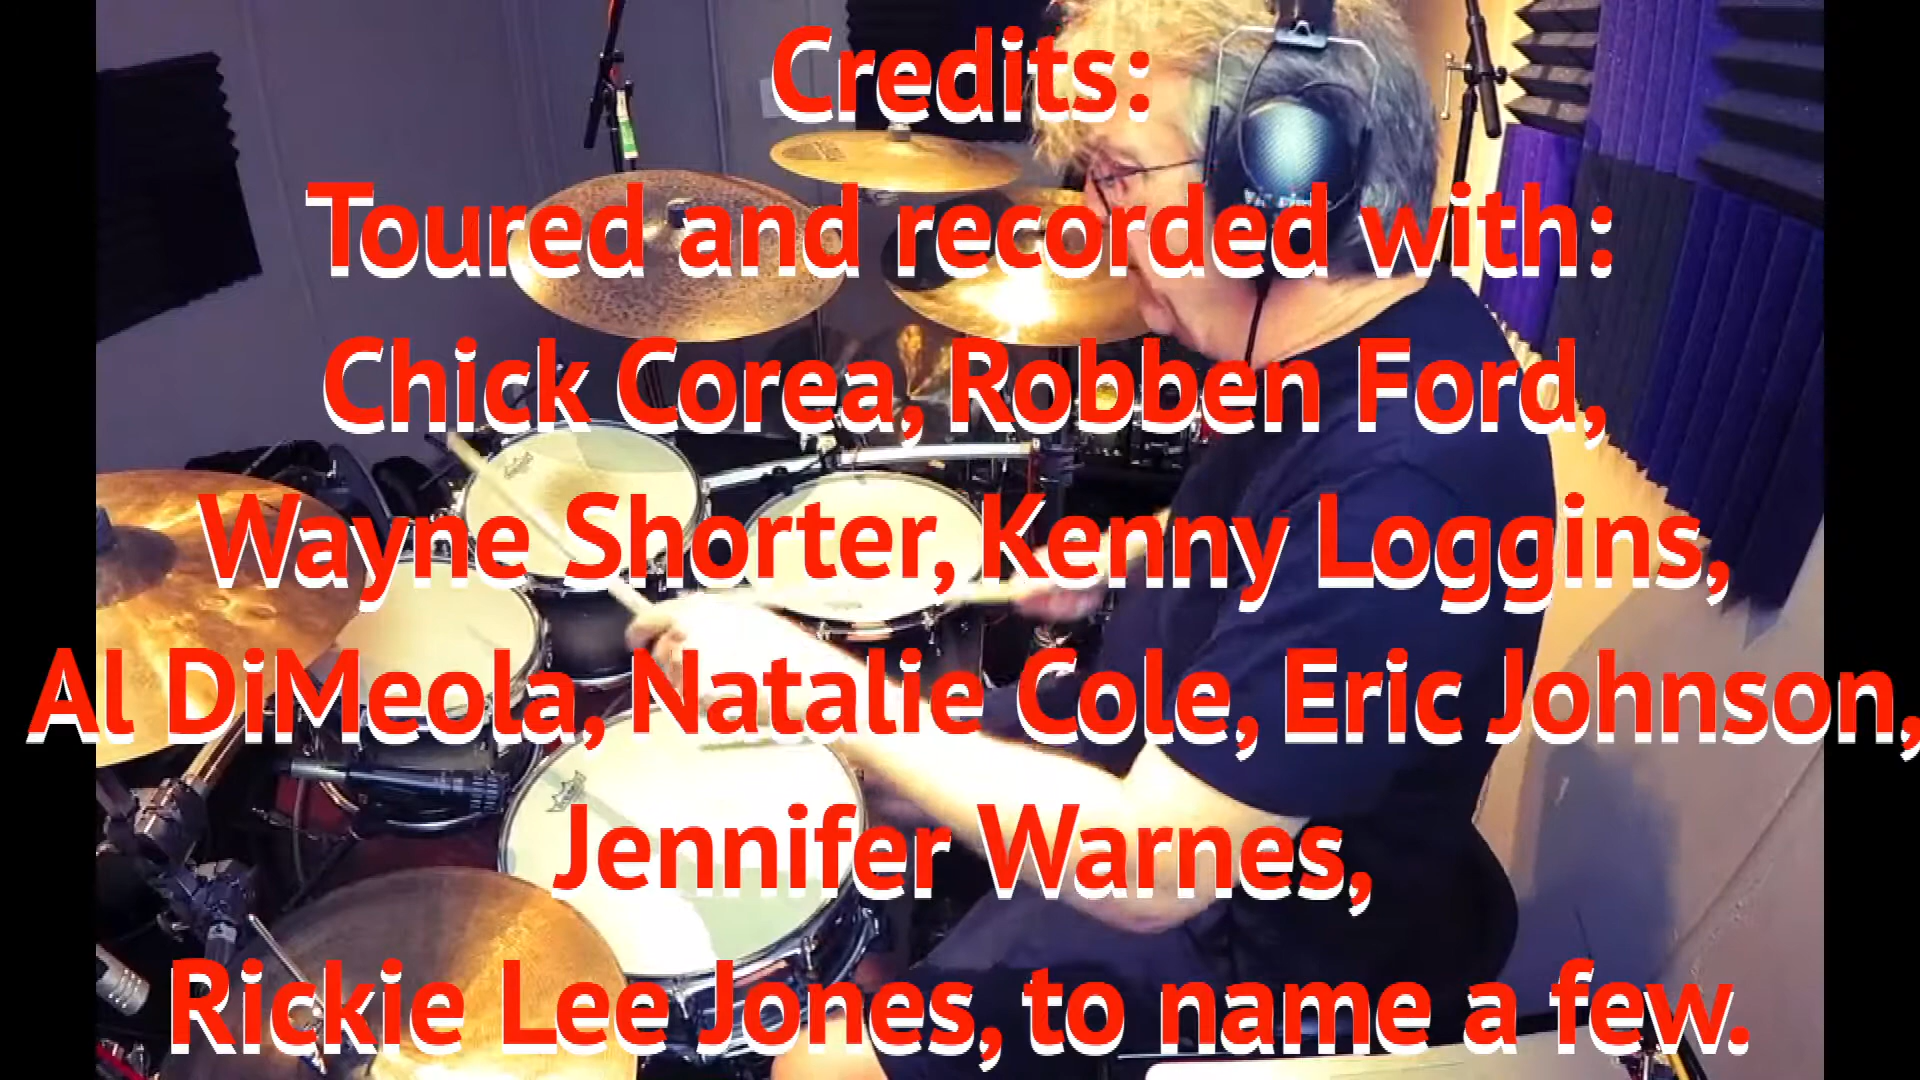 Credits:
Toured and recorded with:
Chick Corea, Robben Ford,
Wayne Shorter, Kenny Loggins,
Al DiMeola, Natalie Cole, Eric Johnson,
Jennifer Warnes,
Rickie Lee Jones, to name a few.